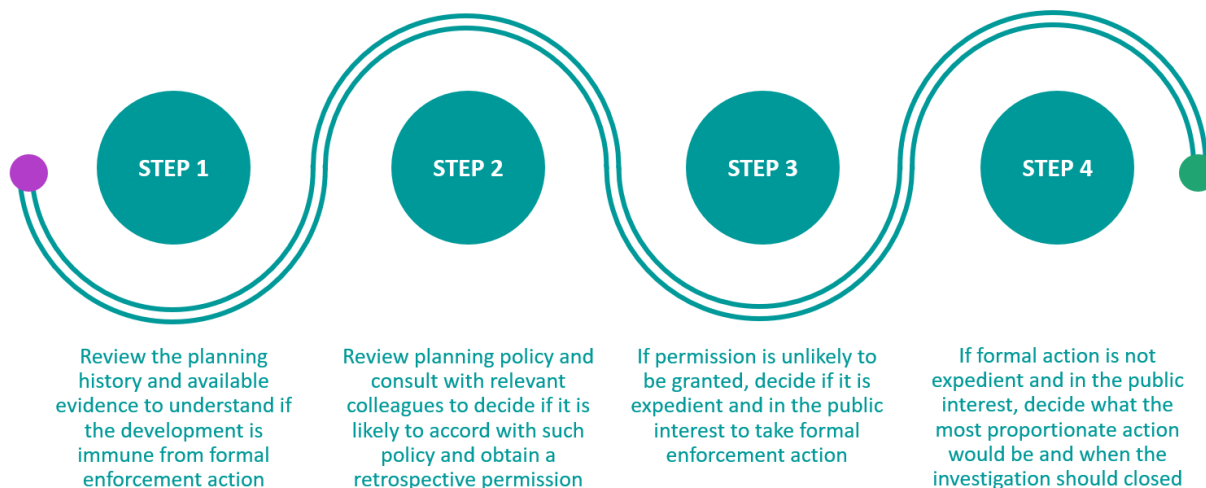 STEP 1
Review the planning
history and available
evidence to understand if
the development is
immune from formal
enforcement action
STEP 2
Review planning policy and
consult with relevant
colleagues to decide if it is
likely to accord with such
policy and obtain a
retrospective permission
STEP 3
If permission is unlikely to
be granted, decide if it is
expedient and in the public
interest to take formal
enforcement action
STEP 4
If formal action is not
expedient and in the public
interest, decide what the
most proportionate action
would be and when the
investigation should closed